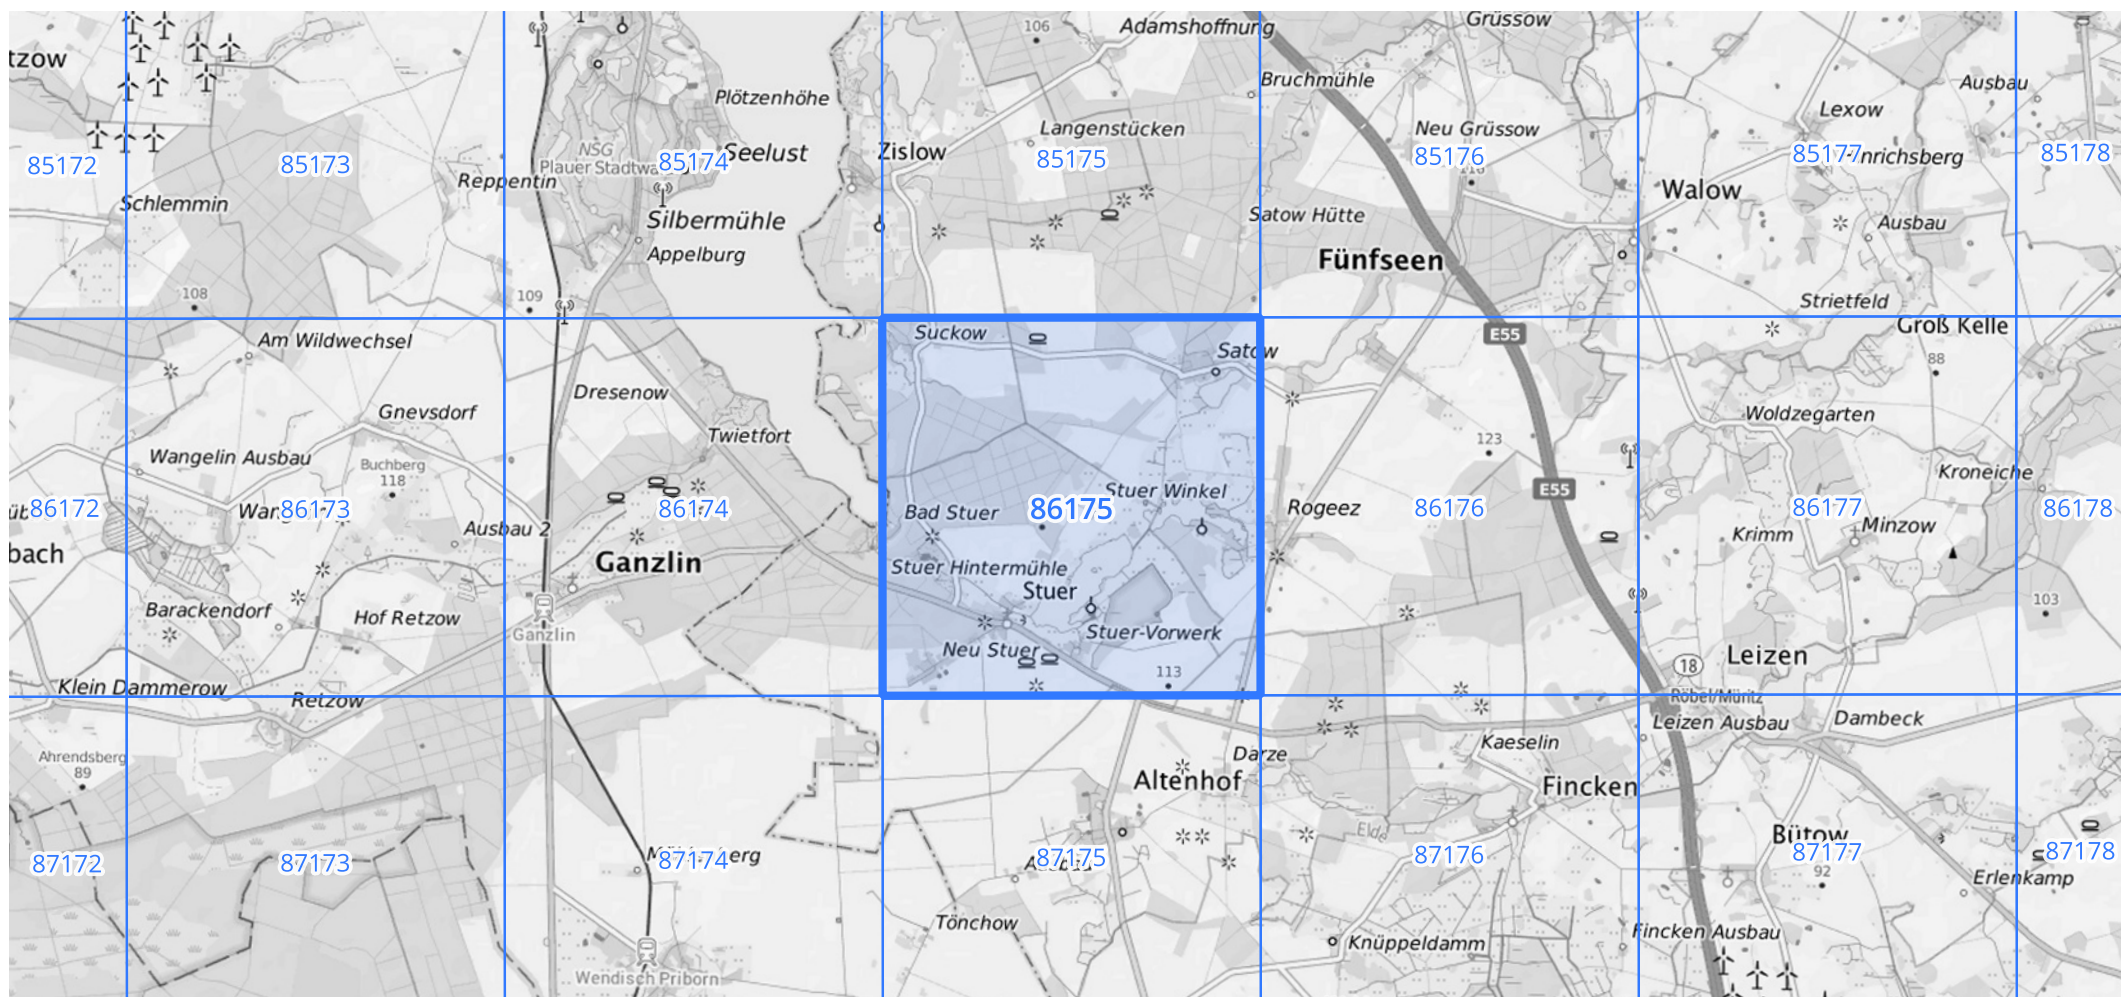 Adamshoffnung
Grüssow
106
tzow
Bruchmühle
Ausbau
Plötzenhöhe
Lexow
Langenstücken
Neu Grüssow
NSG
Plauer Stadtwa
Seelust
Zislow
85172
85173
85174
85175
85176
85177
nrichsberg
85178
Reppentin
116
Walow
Schlemmin
Silbermühle
Satow Hütte
Ausbau
Appelburg
Fünfseen
108
109
Strietfeld
Groß Kelle
Suckow
E55
Am Wildwechsel
Satow
88
Dresenow
Gnevsdorf
Woldzegarten
Twietfort
123
Wangelin Ausbau
Buchberg
118
Kroneiche
Stuer Winkel
E55
86172
Wang
86173
86174
Bad Stuer
86175
Rogeez
86176
86177
86178
Ausbau 2
Krimm
Minzow
bach
Ganzlin
Stuer Hintermühle
Stuer
Barackendorf
Hof Retzow
Ganzlin
Stuer-Vorwerk
103
Neu Stuer
113
18
Leizen
Klein Dammerow
Retzow
Röbel/Müritz
Leizen Ausbau
Dambeck
Kaeselin
Darze
Ahrendsberg
89
Altenhof
Fincken
Elde
Bütow
87172
87173
87174
87175
87176
87177
87178
92
Erlenkamp
Tönchow
Knüppeldamm
Fincken Ausbau
Wendisch Priborn